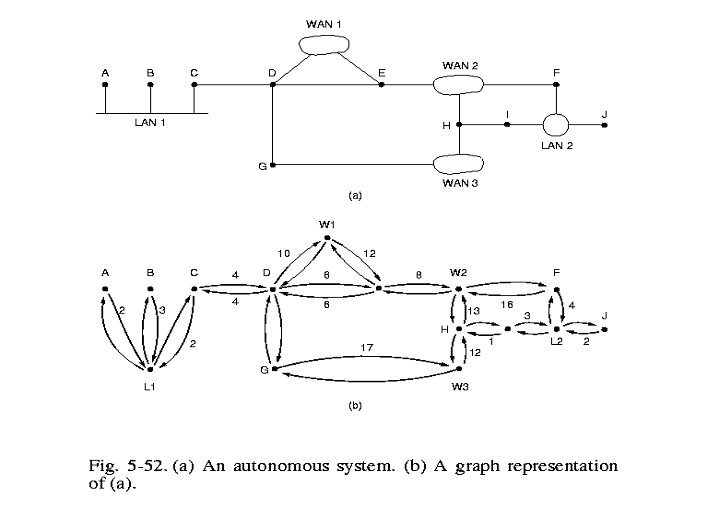 WAN 1
A B C D E WAN 2 F
LAN 1
H I J
LAN 2
G
WAN 3
(a)
W1
10 12
A B C 4 D 8 8 W2 F
2 3 4 6 16 4
13
J
H 3
2 1 L2 2
17
12
L1 G W3
(b)
Fig. 5-52. (a) An autonomous system. (b) A graph representation
of (a).